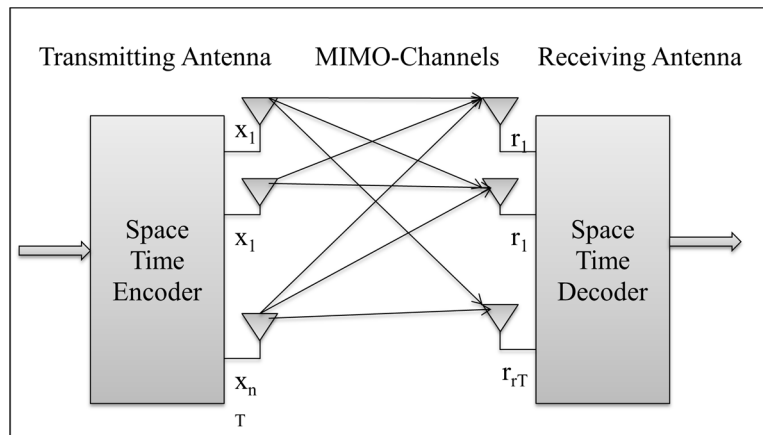 Transmitting Antenna
MIMO-Channels
Receiving Antenna
x1
r1
x1
r1
Space
Time
Encoder
Space
Time
Decoder
xn
T
rrT